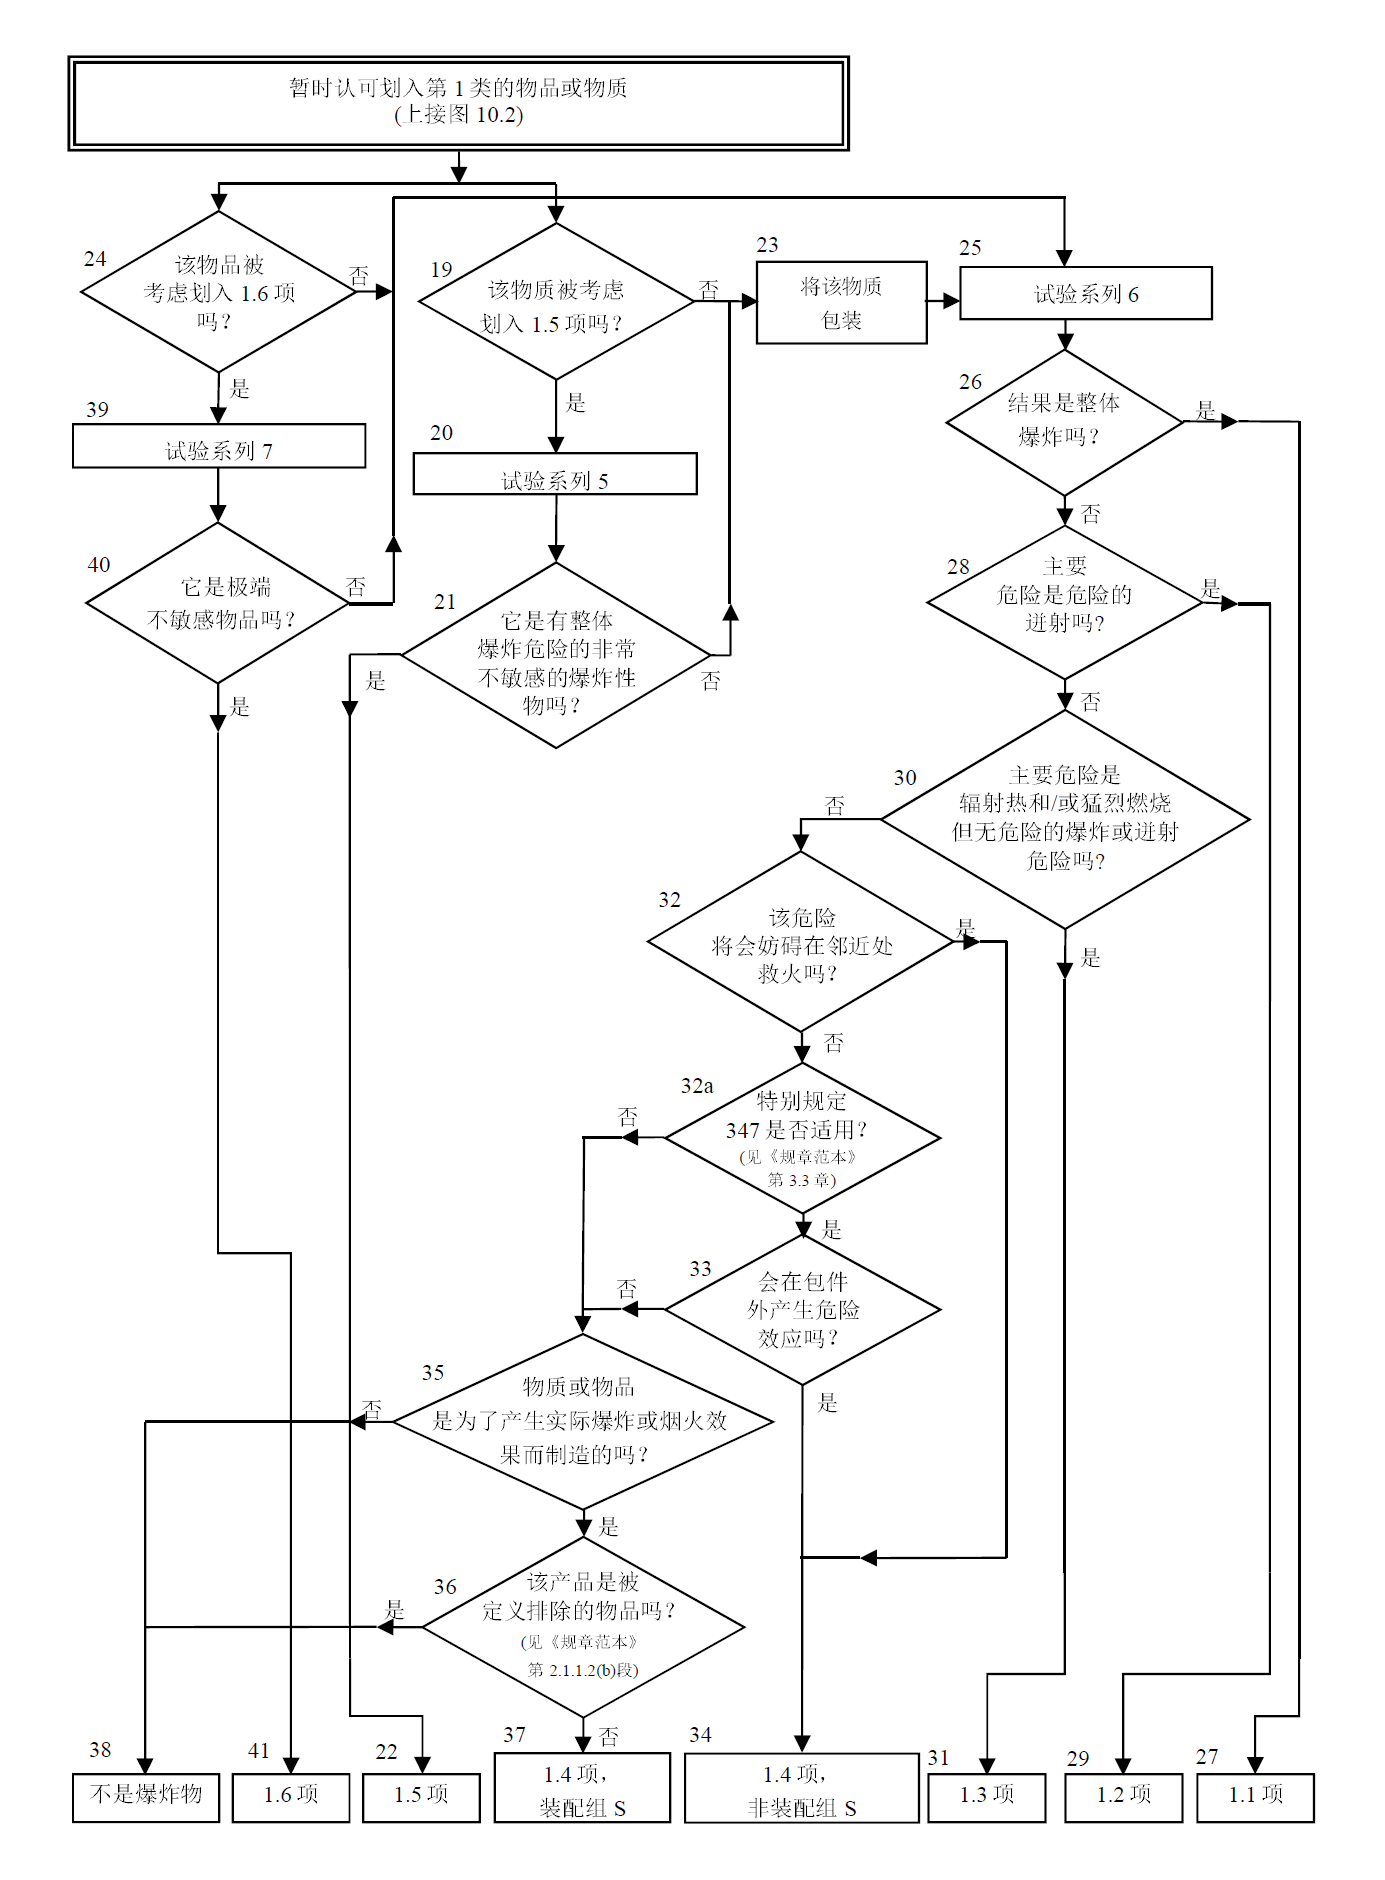 暂时认可划入第 1 类的物品或物质
(上接图 10.2)
24
该物品被
考虑划入 1.6 项
吗?
否
是
19
该物质被考虑
划入 1.5 项吗?
否
是
23
将该物质
包装
25
试验系列 6
39
试验系列 7
20
试验系列 5
26
结果是整体
爆炸吗?
是
否
40
它是极端
不敏感物品吗?
否
是
21
它是有整体
爆炸危险的非常
不敏感的爆炸性
物吗?
是
否
28
主要
危险是危险的
迸射吗?
是
否
30
主要危险是
辐射热和/或猛烈燃烧
但无危险的爆炸或迸射
危险吗?
否
是
32
该危险
将会妨碍在邻近处
救火吗?
是
否
32a
特别规定
347 是否适用?
(见《规章范本》
第 3.3 章)
否
是
33
会在包件
外产生危险
效应吗?
否
是
35
物质或物品
是为了产生实际爆炸或烟火效
果而制造的吗?
否
是
36
该产品是被
定义排除的物品吗?
(见《规章范本》
第 2.1.1.2(b)段)
是
否
38
不是爆炸物
41
1.6 项
22
1.5 项
37
1.4 项，
装配组 S
34
1.4 项，
非装配组 S
31
1.3 项
29
1.2 项
27
1.1 项